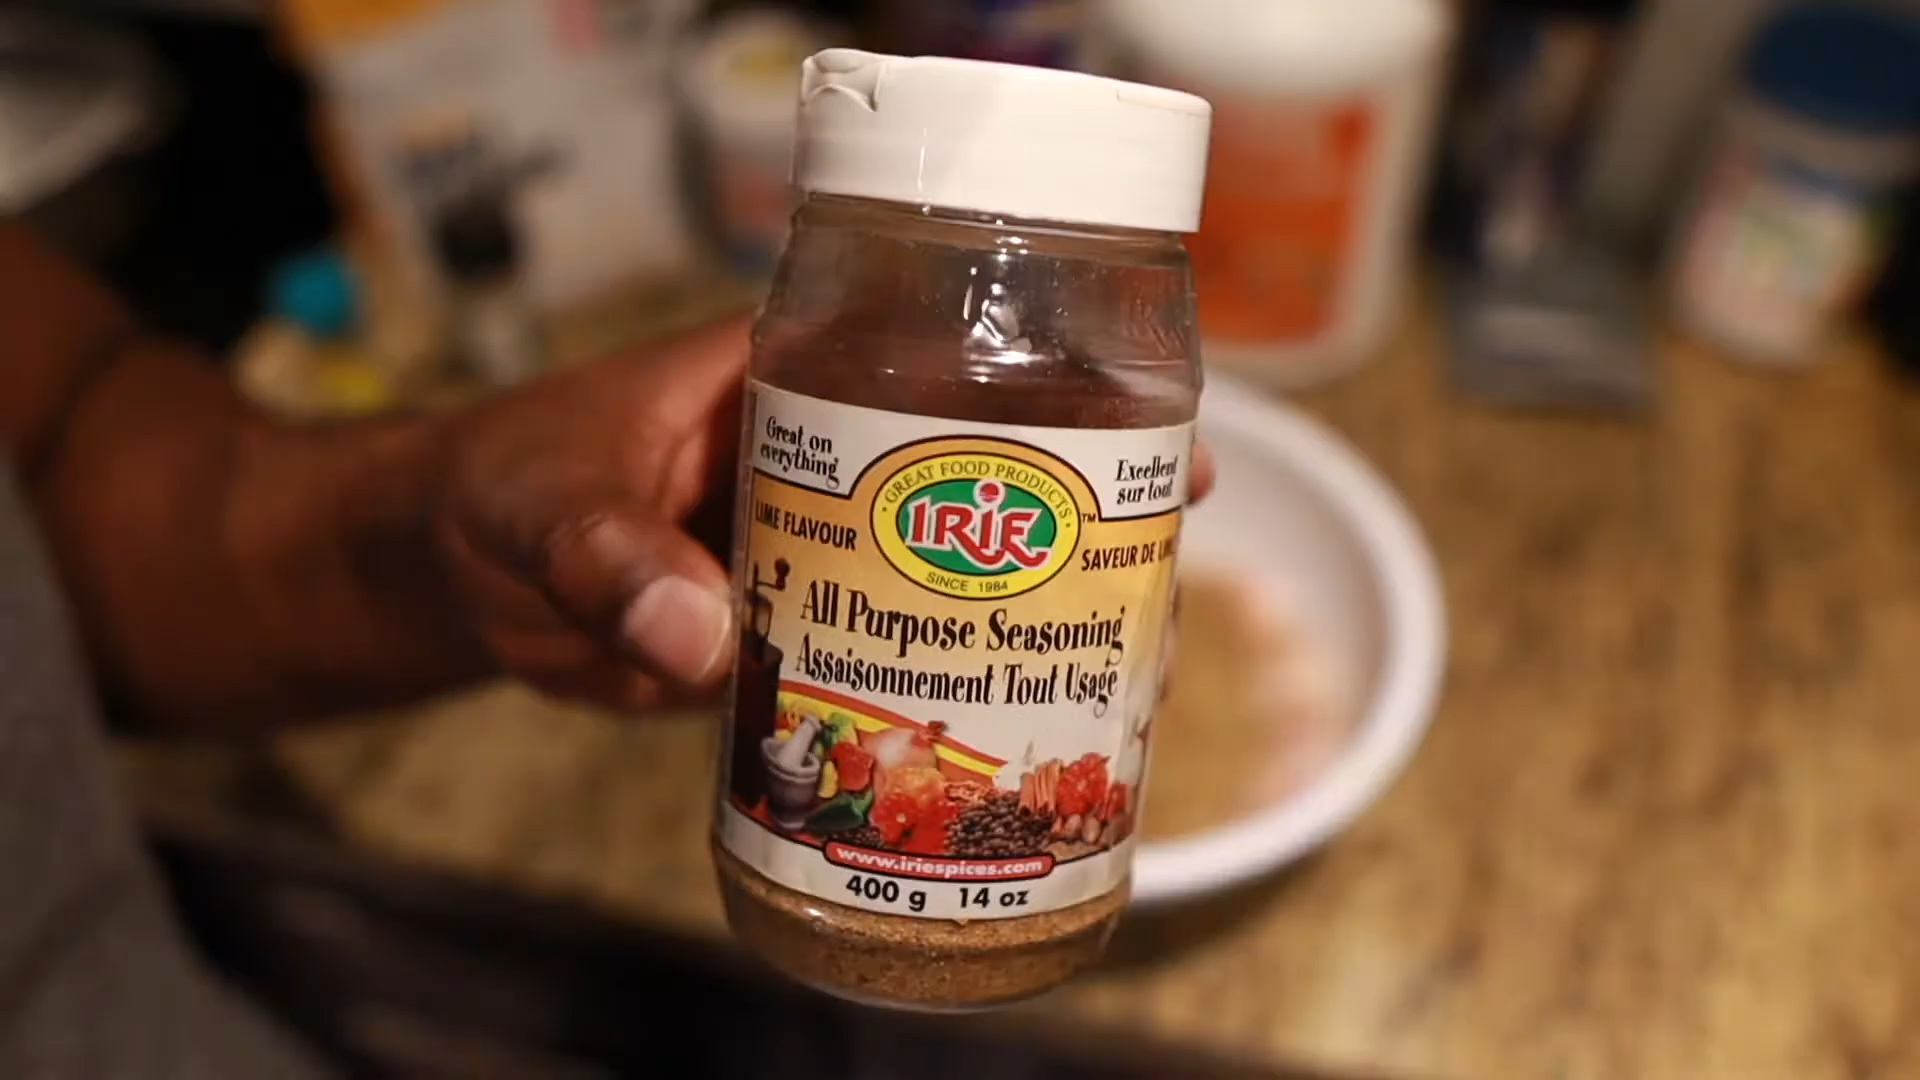 Great on
everything
Excellent
sur tout
GREAT FOOD PRODUCTS
IRIE
TM
SINCE 1984
LIME FLAVOUR
SAVEUR DE
All Purpose Seasoning
Assaisonnement Tout Usage
www.iriespices.com
400 g 14 oz